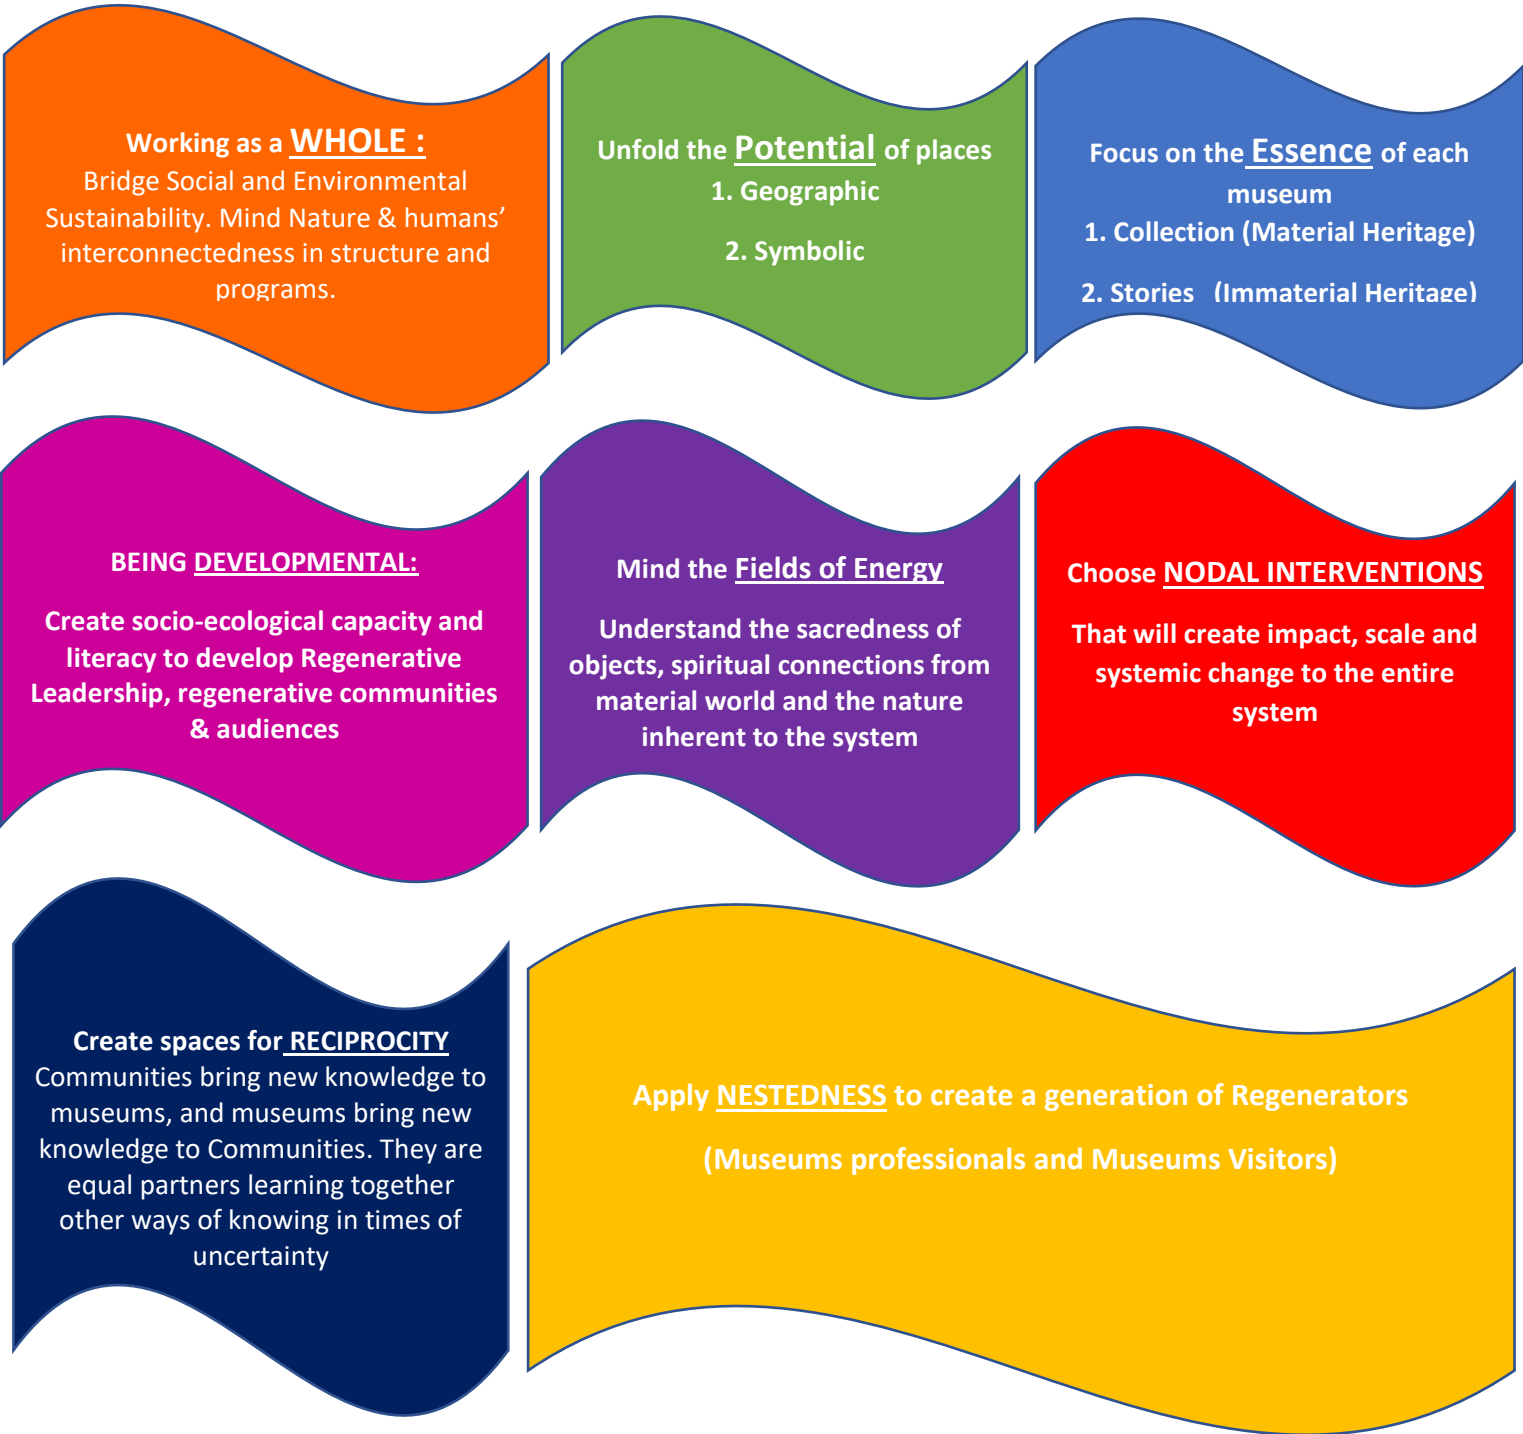 Working as a WHOLE :
Bridge Social and Environmental
Sustainability. Mind Nature & humans’
interconnectedness in structure and
programs.
Unfold the Potential of places
1. Geographic
2. Symbolic
Focus on the Essence of each
museum
1. Collection (Material Heritage)
2. Stories (Immaterial Heritage)
BEING DEVELOPMENTAL:
Create socio-ecological capacity and
literacy to develop Regenerative
Leadership, regenerative communities
& audiences
Mind the Fields of Energy
Understand the sacredness of
objects, spiritual connections from
material world and the nature
inherent to the system
Choose NODAL INTERVENTIONS
That will create impact, scale and
systemic change to the entire
system
Create spaces for RECIPROCITY
Communities bring new knowledge to
museums, and museums bring new
knowledge to Communities. They are
equal partners learning together
other ways of knowing in times of
uncertainty
Apply NESTEDNESS to create a generation of Regenerators
(Museums professionals and Museums Visitors)